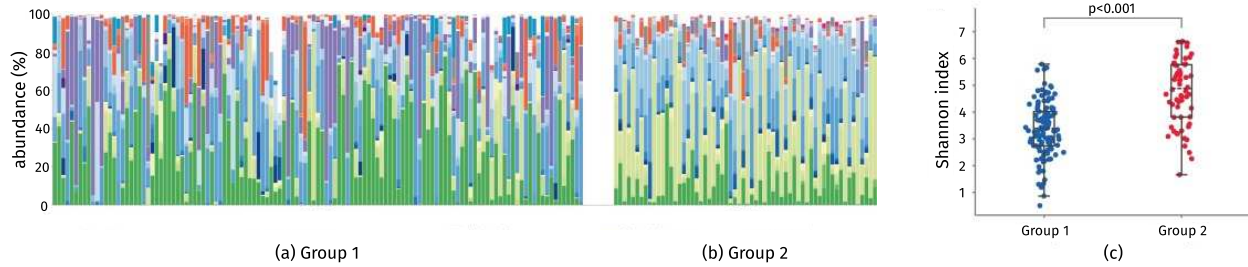 abundance (%)
100
80
60
40
20
0
(a) Group 1
(b) Group 2
p<0.001
Shannon index
7
6
5
4
3
2
1
Group 1
Group 2
(c)